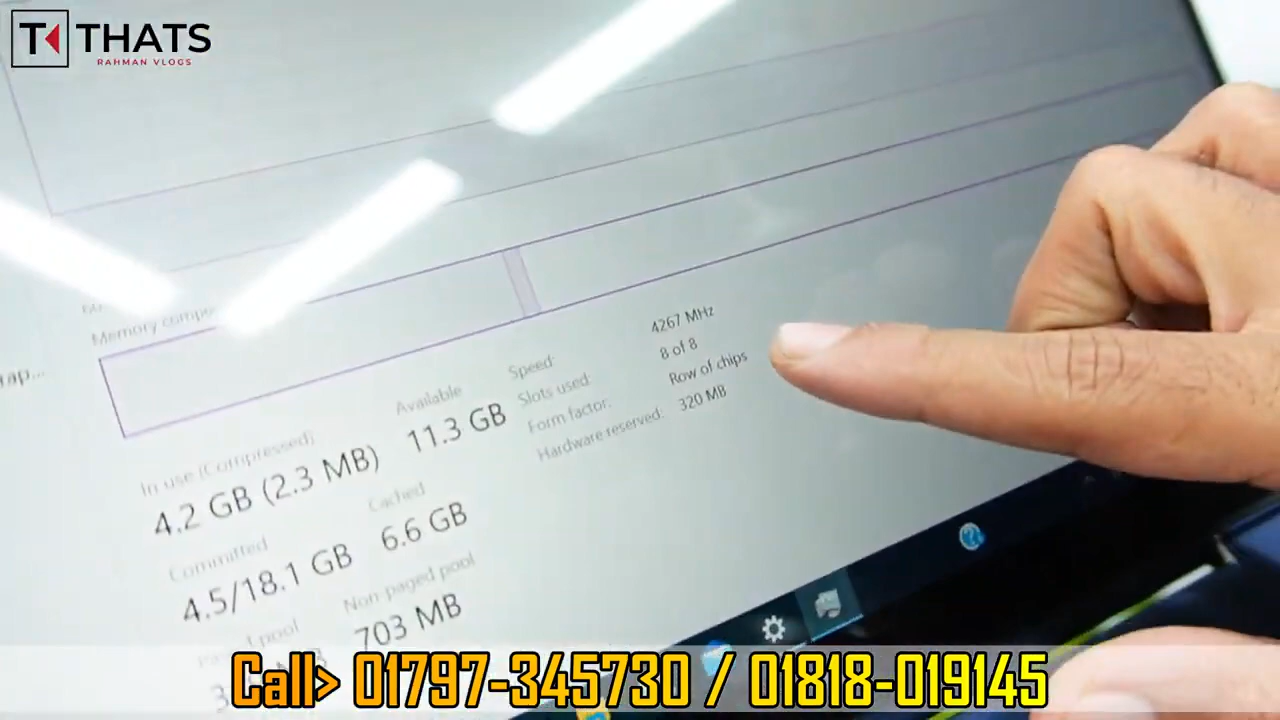 TK THATS
RAHMAN VLOGS
Memory
In use (Compressed)
4.2 GB (2.3 MB)
Available
11.3 GB
Committed
4.5/18.1 GB
Cached
6.6 GB
pool
Non-paged pool
703 MB
Speed: 4267 MHz
Slots used: 8 of 8
Form factor: Row of chips
Hardware reserved: 320 MB
Call> 01797-345730 / 01818-019145